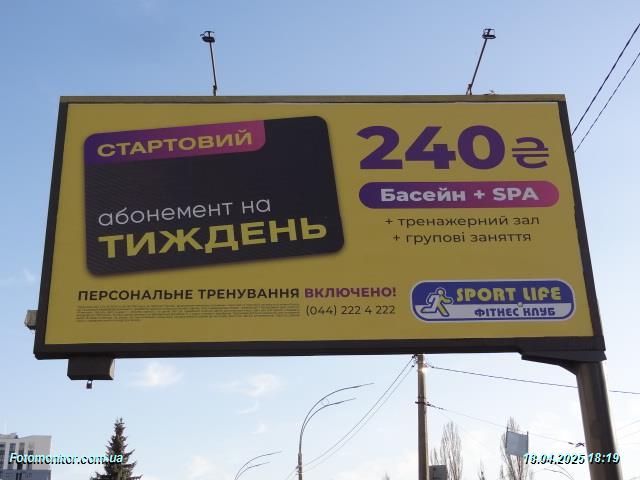 СТАРТОВИЙ
абонемент на
ТИЖДЕНЬ
240₴
Басейн + SPA
+ тренажерний зал
+ групові заняття
ПЕРСОНАЛЬНЕ ТРЕНУВАННЯ ВКЛЮЧЕНО!
(044) 222 4 222
SPORT LIFE
ФІТНЕС КЛУБ
Fotomonitor.com.ua
18.04.2025 18:19